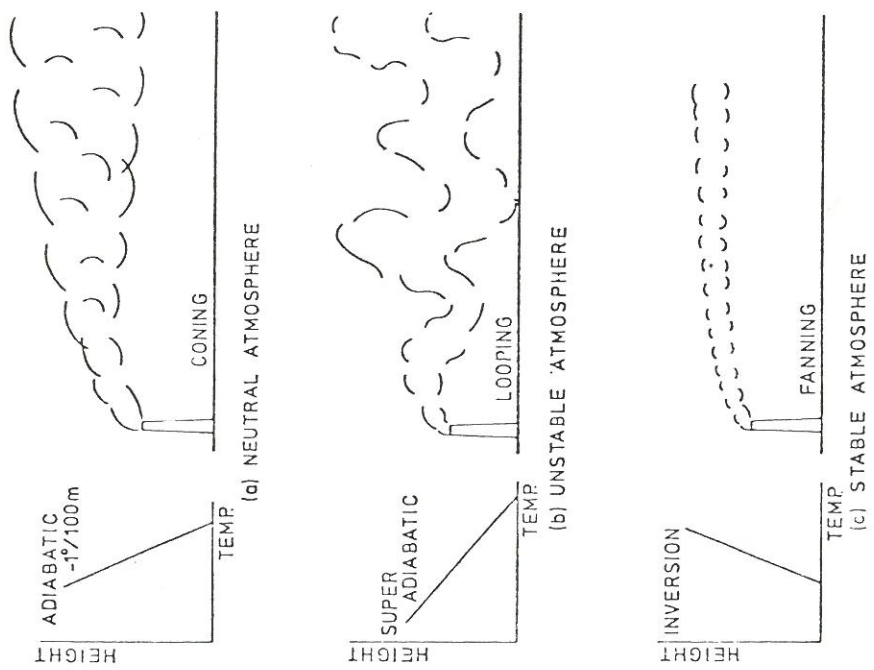 HEIGHT
ADIABATIC
-1°/100m
TEMP.
CONING
(a) NEUTRAL ATMOSPHERE
HEIGHT
SUPER
ADIABATIC
TEMP.
LOOPING
(b) UNSTABLE ATMOSPHERE
HEIGHT
INVERSION
TEMP.
FANNING
(c) STABLE ATMOSPHERE